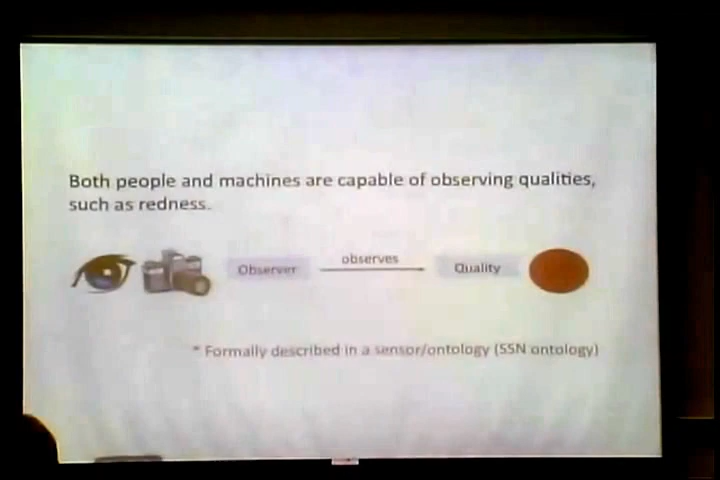 Both people and machines are capable of observing qualities,
such as redness.
Observer
observes
Quality
* Formally described in a sensor/ontology (SSN ontology)